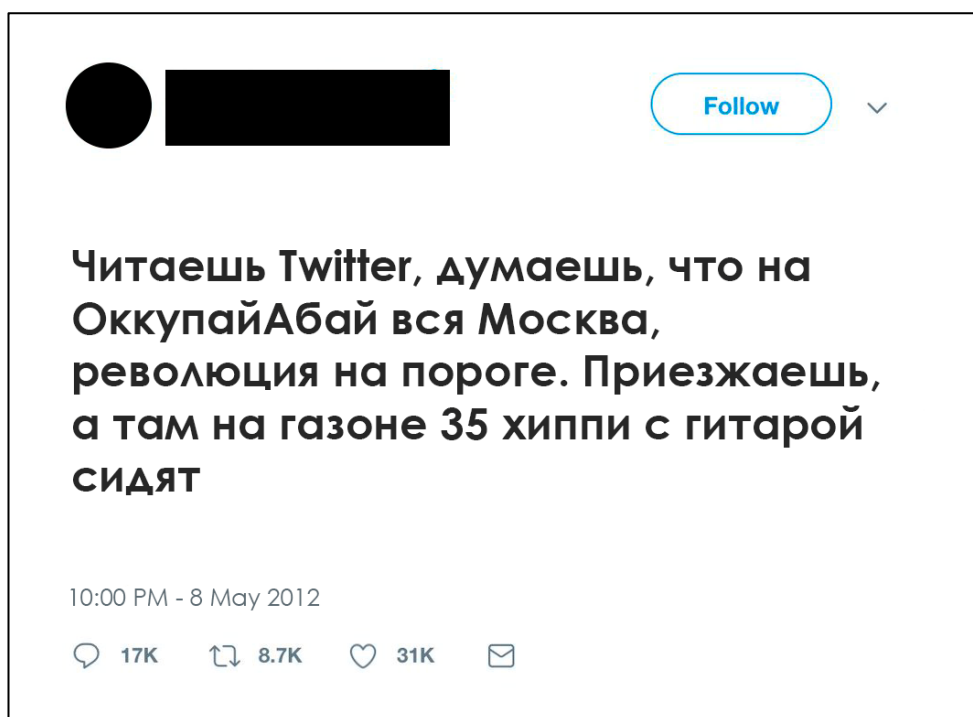 Follow
Читаешь Twitter, думаешь, что на
ОккупайАбай вся Москва,
революция на пороге. Приезжаешь,
а там на газоне 35 хиппи с гитарой
сидят
10:00 PM - 8 May 2012
17K 8.7K 31K